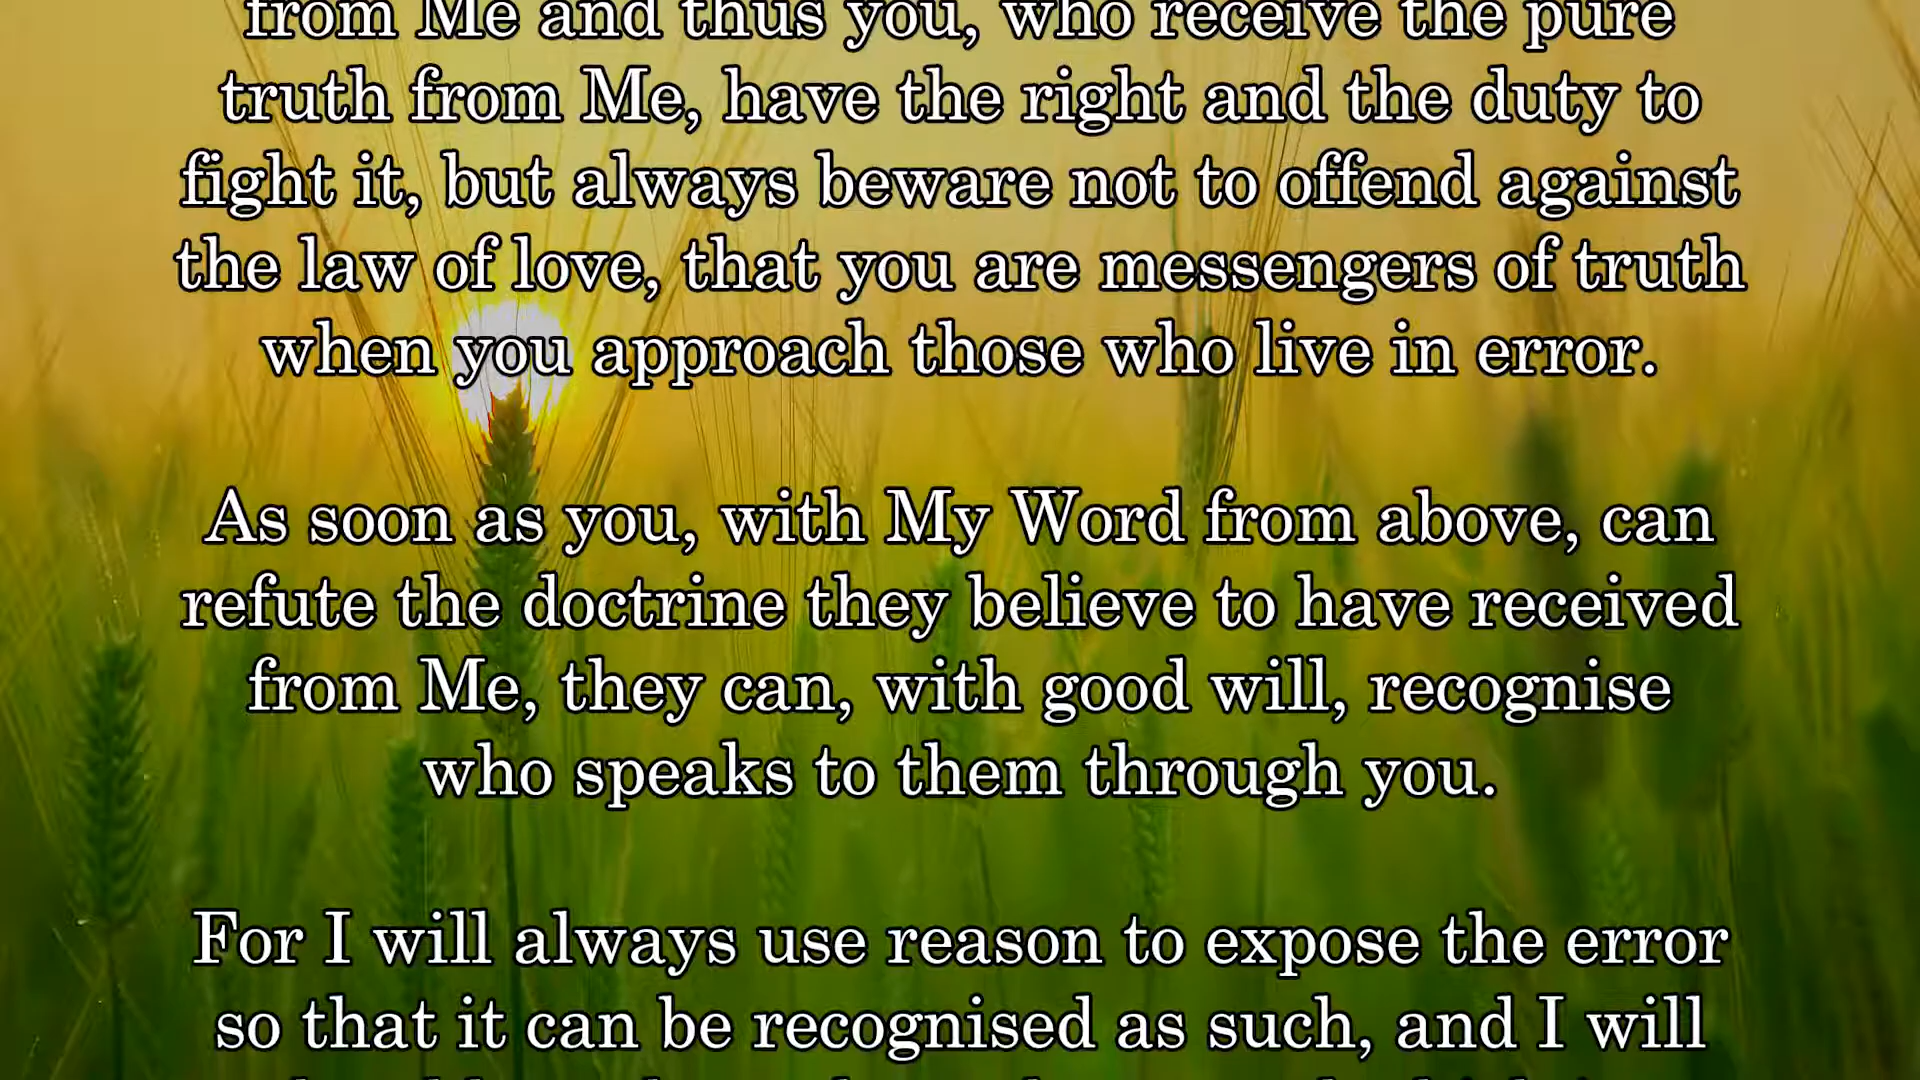 from Me and thus you, who receive the pure
truth from Me, have the right and the duty to
fight it, but always beware not to offend against
the law of love, that you are messengers of truth
when you approach those who live in error.
As soon as you, with My Word from above, can
refute the doctrine they believe to have received
from Me, they can, with good will, recognise
who speaks to them through you.
For I will always use reason to expose the error
so that it can be recognised as such, and I will